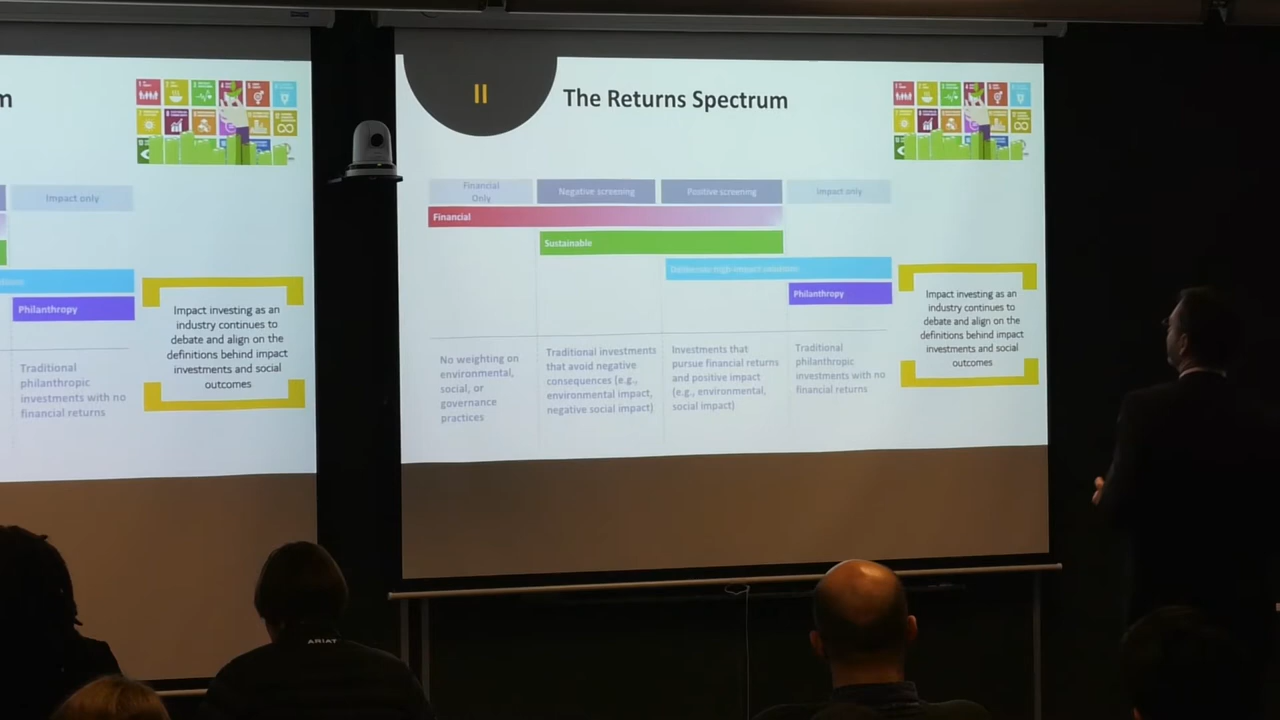 m
Impact only
Philanthropy
Traditional
philanthropic
investments with no
financial returns
Impact investing as an
industry continues to
debate and align on the
definitions behind impact
investments and social
outcomes
II
The Returns Spectrum
Financial
Only
Negative screening
Positive screening
Impact only
Financial
Sustainable
Deliberate high-impact solutions
Philanthropy
No weighting on
environmental,
social, or
governance
practices
Traditional investments
that avoid negative
consequences (e.g.,
environmental impact,
negative social impact)
Investments that
pursue financial returns
and positive impact
(e.g., environmental,
social impact)
Traditional
philanthropic
investments with no
financial returns
Impact investing as an
industry continues to
debate and align on the
definitions behind impact
investments and social
outcomes
ARIAT